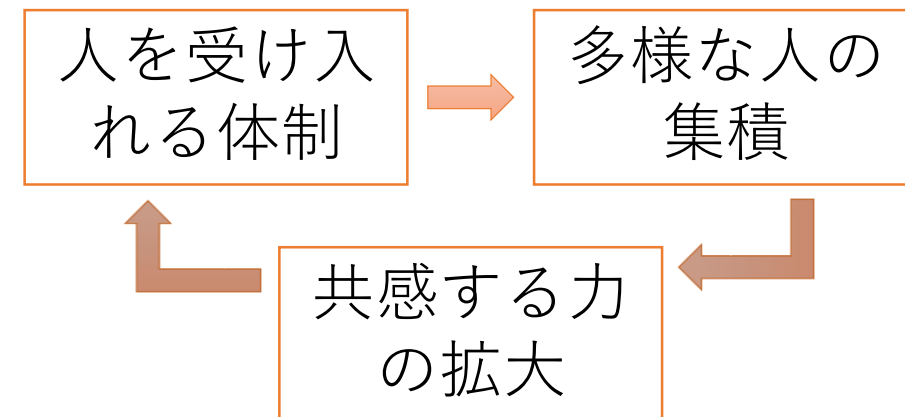 人を受け入
れる体制
多様な人の
集積
共感する力
の拡大